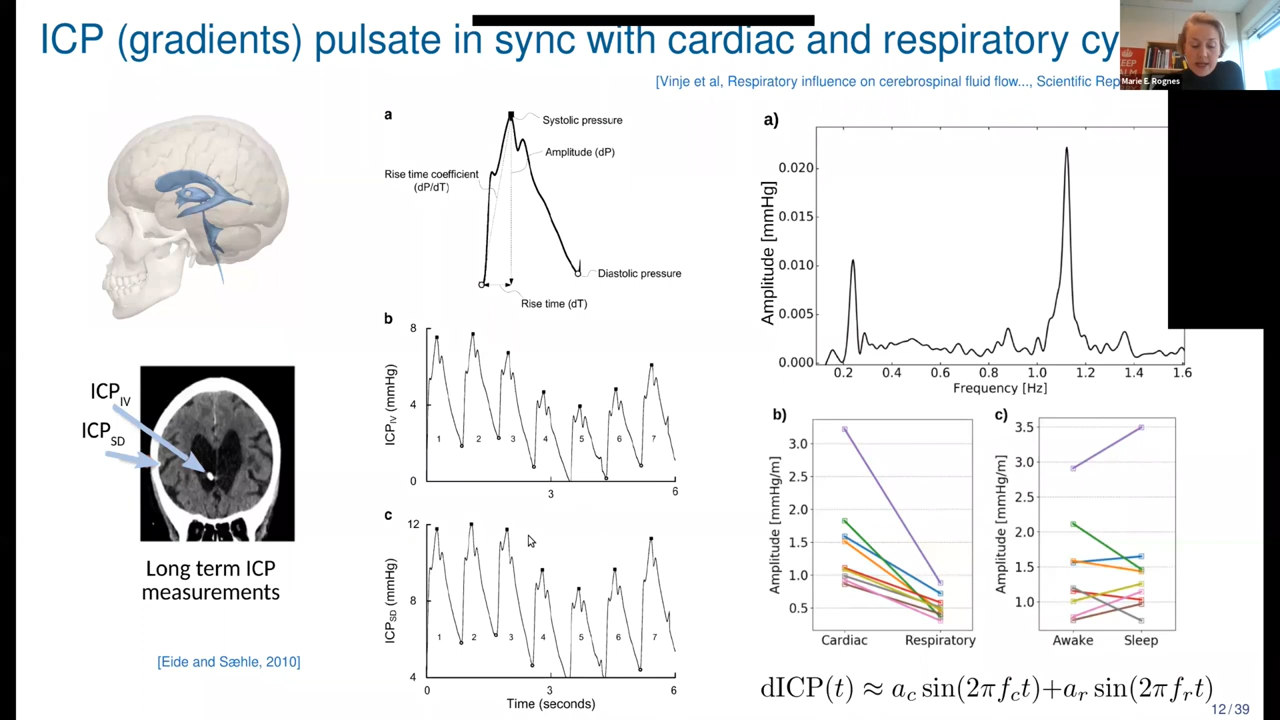 ICP (gradients) pulsate in sync with cardiac and respiratory cy
[Vinje et al, Respiratory influence on cerebrospinal fluid flow..., Scientific Rep
KEEP
Marie E. Rognes
a
Systolic pressure
Amplitude (dP)
Rise time coefficient
(dP/dT)
Diastolic pressure
Rise time (dT)
b
8
4
0
ICP_IV (mmHg)
1 2 3 4 5 6 7
3 6
c
12
8
4
ICP_SD (mmHg)
1 2 3 4 5 6 7
0 3 6
Time (seconds)
ICP_IV
ICP_SD
Long term ICP
measurements
[Eide and Sæhle, 2010]
a)
Amplitude [mmHg]
0.020
0.015
0.010
0.005
0.000
0.2 0.4 0.6 0.8 1.0 1.2 1.4 1.6
Frequency [Hz]
b)
Amplitude [mmHg/m]
3.0
2.5
2.0
1.5
1.0
0.5
Cardiac Respiratory
c)
Amplitude [mmHg/m]
3.5
3.0
2.5
2.0
1.5
1.0
Awake Sleep
dICP(t) ≈ a_c sin(2πf_c t)+a_r sin(2πf_r t)
12 / 39